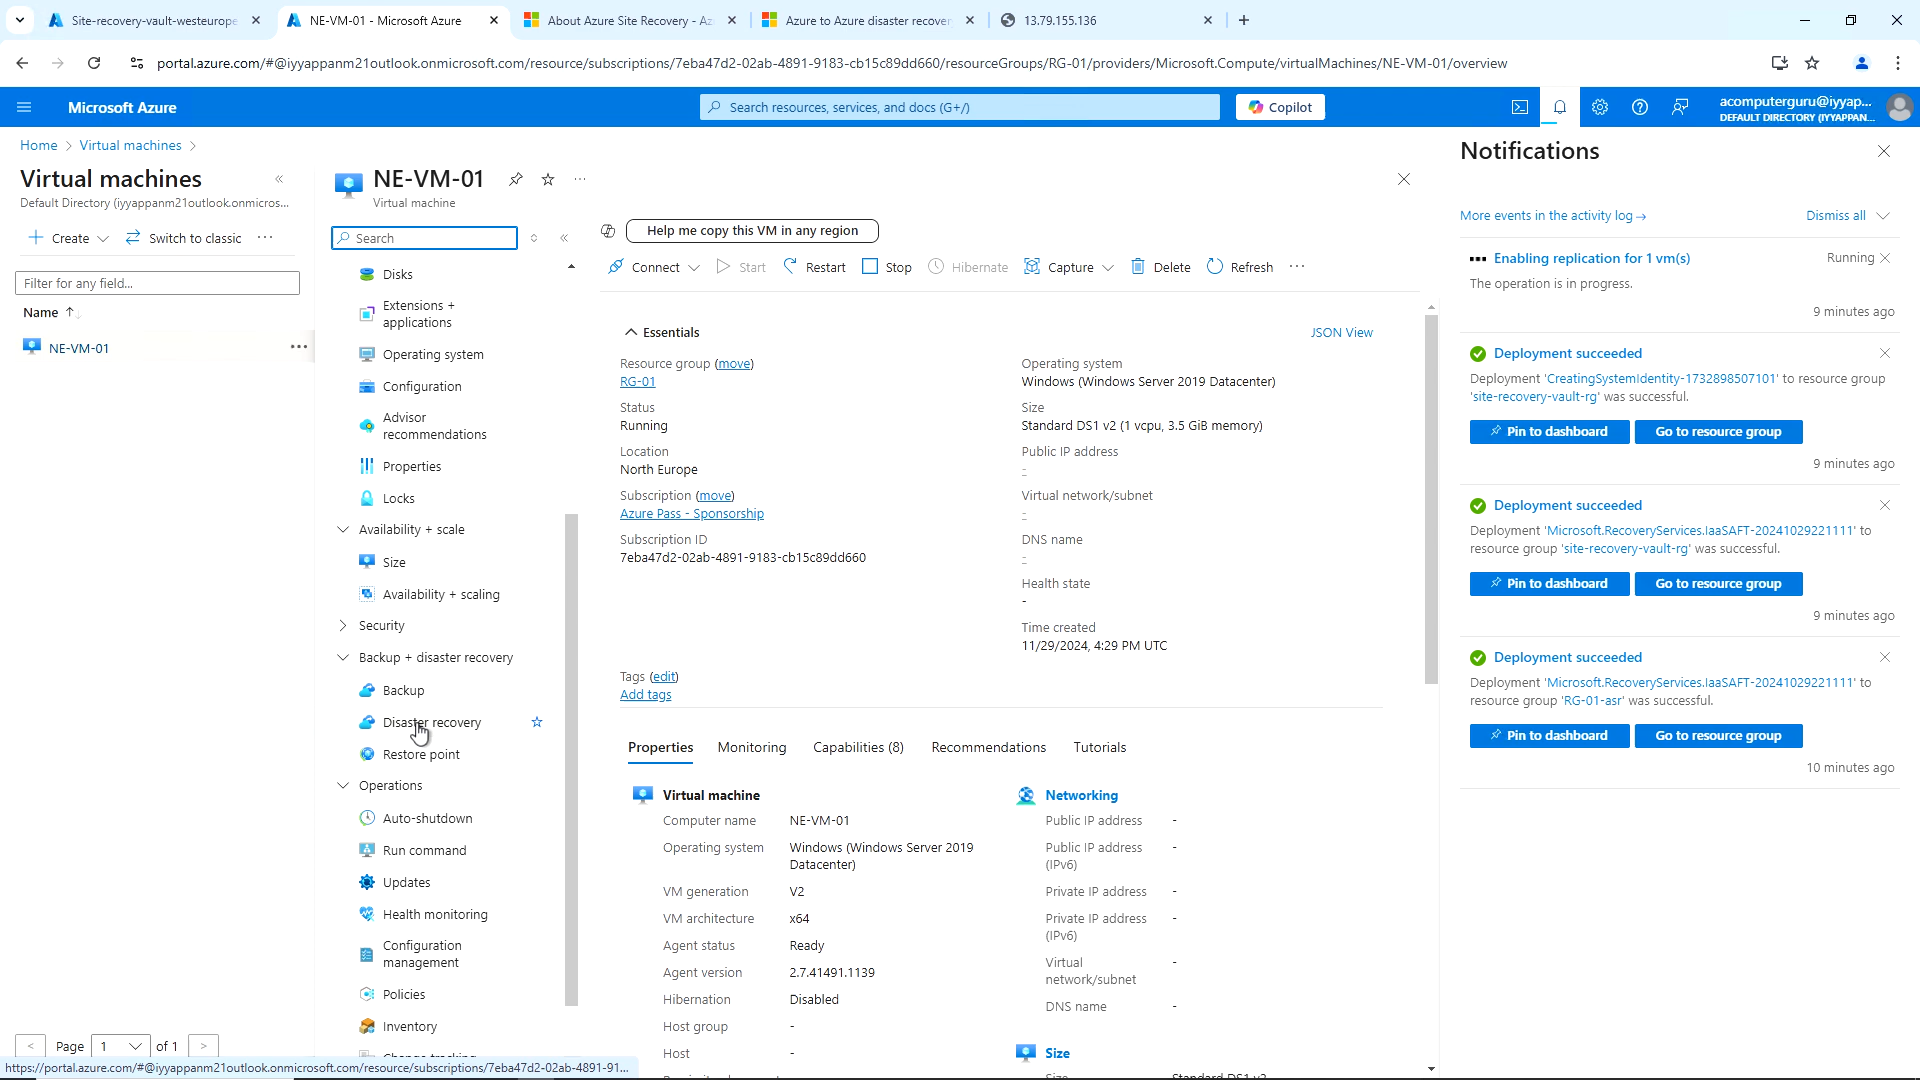 Site-recovery-vault-westeurope
NE-VM-01 - Microsoft Azure
About Azure Site Recovery - Az
Azure to Azure disaster recover
13.79.155.136
portal.azure.com/#@iyyappanm21outlook.onmicrosoft.com/resource/subscriptions/7eba47d2-02ab-4891-9183-cb15c89dd660/resourceGroups/RG-01/providers/Microsoft.Compute/virtualMachines/NE-VM-01/overview
Microsoft Azure
Search resources, services, and docs (G+/)
Copilot
acomputerguru@iyyap...
DEFAULT DIRECTORY (IYYAPPAN...
Home > Virtual machines >
Virtual machines
Default Directory (iyyappanm21outlook.onmicros...
Create
Switch to classic
Filter for any field...
Name ↑
NE-VM-01
Page 1 of 1
NE-VM-01
Virtual machine
Search
Disks
Extensions +
applications
Operating system
Configuration
Advisor
recommendations
Properties
Locks
Availability + scale
Size
Availability + scaling
Security
Backup + disaster recovery
Backup
Disaster recovery
Restore point
Operations
Auto-shutdown
Run command
Updates
Health monitoring
Configuration
management
Policies
Inventory
Help me copy this VM in any region
Connect
Start
Restart
Stop
Hibernate
Capture
Delete
Refresh
Essentials
JSON View
Resource group (move)
RG-01
Status
Running
Location
North Europe
Subscription (move)
Azure Pass - Sponsorship
Subscription ID
7eba47d2-02ab-4891-9183-cb15c89dd660
Operating system
Windows (Windows Server 2019 Datacenter)
Size
Standard DS1 v2 (1 vcpu, 3.5 GiB memory)
Public IP address
-
Virtual network/subnet
-
DNS name
-
Health state
-
Time created
11/29/2024, 4:29 PM UTC
Tags (edit)
Add tags
Properties
Monitoring
Capabilities (8)
Recommendations
Tutorials
Virtual machine
Computer name NE-VM-01
Operating system Windows (Windows Server 2019
Datacenter)
VM generation V2
VM architecture x64
Agent status Ready
Agent version 2.7.41491.1139
Hibernation Disabled
Host group -
Host -
Networking
Public IP address -
Public IP address -
(IPv6)
Private IP address -
Private IP address -
(IPv6)
Virtual -
network/subnet
DNS name -
Size
Notifications
More events in the activity log →
Dismiss all
Enabling replication for 1 vm(s)
Running
The operation is in progress.
9 minutes ago
Deployment succeeded
Deployment 'CreatingSystemIdentity-1732898507101' to resource group
'site-recovery-vault-rg' was successful.
Pin to dashboard
Go to resource group
9 minutes ago
Deployment succeeded
Deployment 'Microsoft.RecoveryServices.IaaSAFT-20241029221111' to
resource group 'site-recovery-vault-rg' was successful.
Pin to dashboard
Go to resource group
9 minutes ago
Deployment succeeded
Deployment 'Microsoft.RecoveryServices.IaaSAFT-20241029221111' to
resource group 'RG-01-asr' was successful.
Pin to dashboard
Go to resource group
10 minutes ago
https://portal.azure.com/#@iyyappanm21outlook.onmicrosoft.com/resource/subscriptions/7eba47d2-02ab-4891-91...